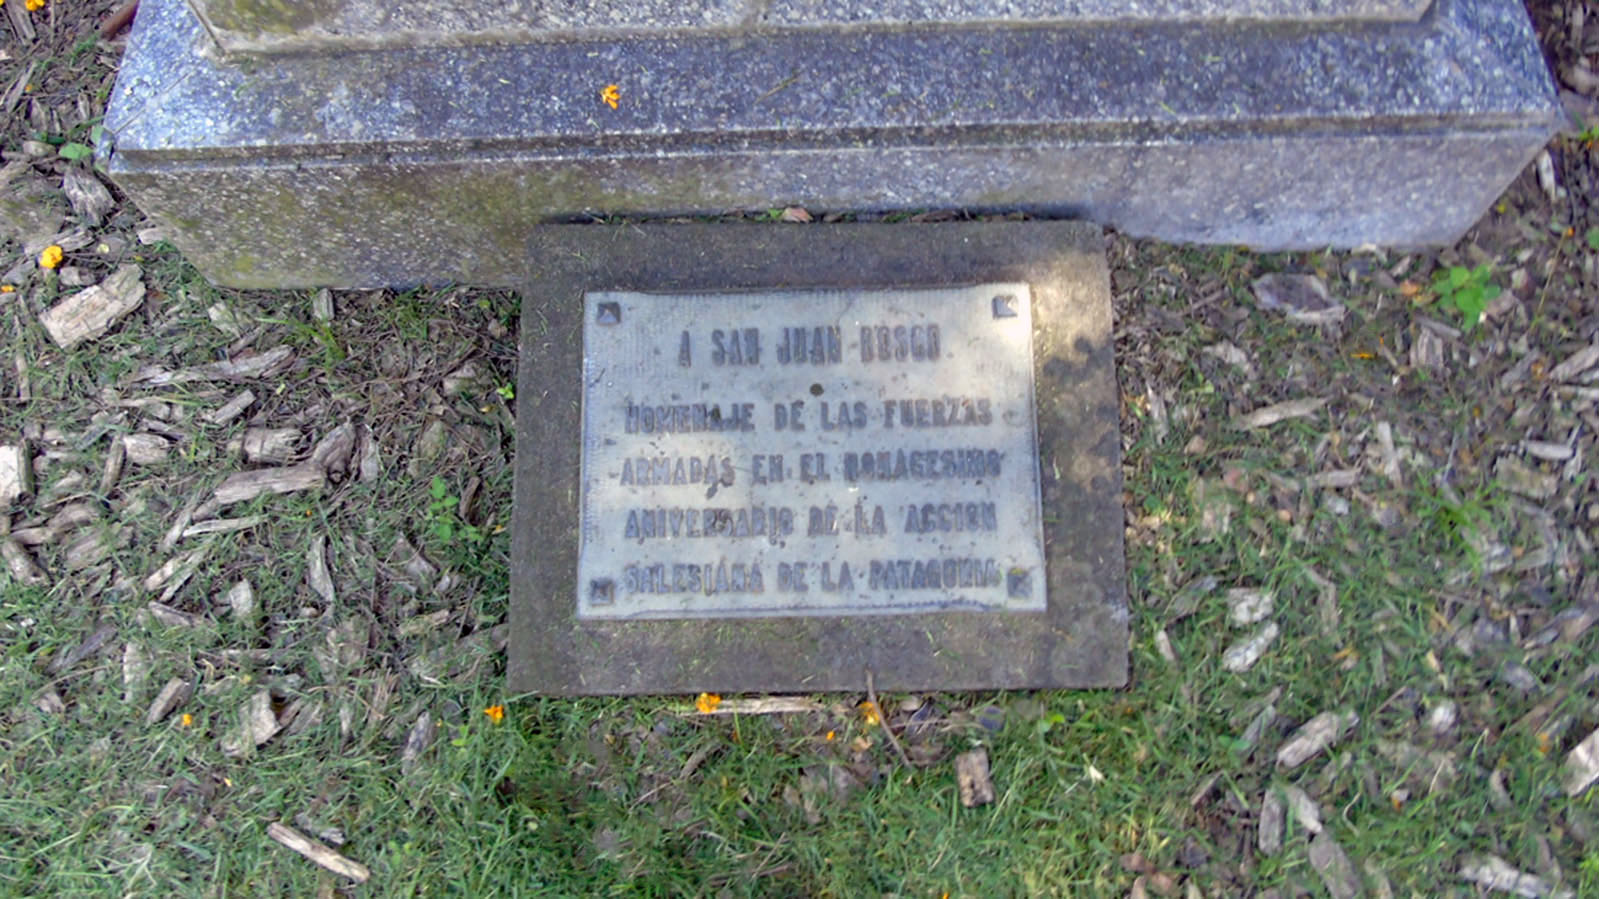 A SAN JUAN BOSCO
HOMENAJE DE LAS FUERZAS
ARMADAS EN EL NONAGESIMO
ANIVERSARIO DE LA ACCION
SALESIANA DE LA PATAGONIA